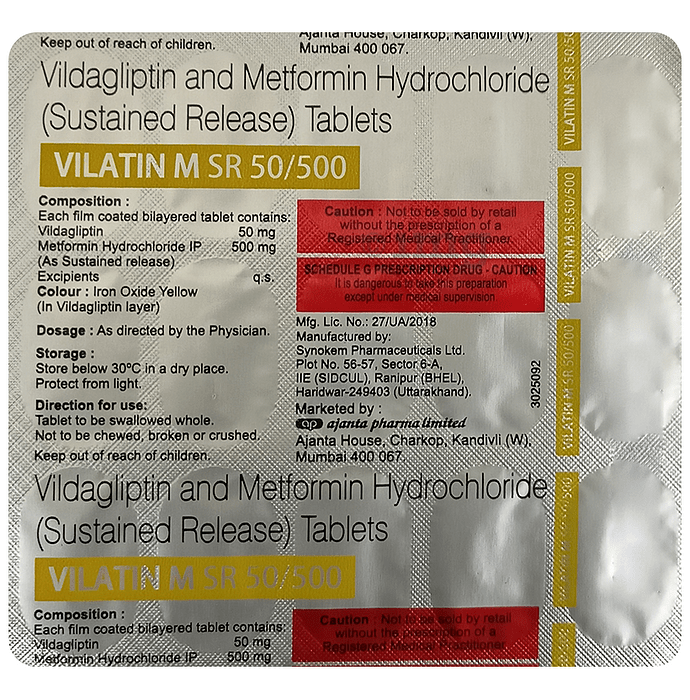 Keep out of reach of children.
Ajanta House, Charkop, Kandivli (W),
Mumbai 400 067.
Vildagliptin and Metformin Hydrochloride
(Sustained Release) Tablets
VILATIN M SR 50/500
Composition :
Each film coated bilayered tablet contains:
Vildagliptin 50 mg
Metformin Hydrochloride IP 500 mg
(As Sustained release)
Excipients q.s.
Colour : Iron Oxide Yellow
(In Vildagliptin layer)
Dosage : As directed by the Physician.
Storage :
Store below 30ºC in a dry place.
Protect from light.
Direction for use:
Tablet to be swallowed whole.
Not to be chewed, broken or crushed.
Keep out of reach of children.
Caution : Not to be sold by retail
without the prescription of a
Registered Medical Practitioner.
SCHEDULE G PRESCRIPTION DRUG - CAUTION
It is dangerous to take this preparation
except under medical supervision.
Mfg. Lic. No.: 27/UA/2018
Manufactured by:
Synokem Pharmaceuticals Ltd.
Plot No. 56-57, Sector 6-A,
IIE (SIDCUL), Ranipur (BHEL),
Haridwar-249403 (Uttarakhand).
Marketed by :
ap ajanta pharma limited
Ajanta House, Charkop, Kandivli (W),
Mumbai 400 067.
3025092
VILATIN M SR 50/50
VILATIN M SR 50/500
VILATIN M SR 50/500
VILATIN M SR 50/500
Vildagliptin and Metformin Hydrochloride
(Sustained Release) Tablets
VILATIN M SR 50/500
Composition :
Each film coated bilayered tablet contains:
Vildagliptin 50 mg
Metformin Hydrochloride IP 500 mg
Caution : Not to be sold by retail
without the prescription of a
Registered Medical Practitioner.